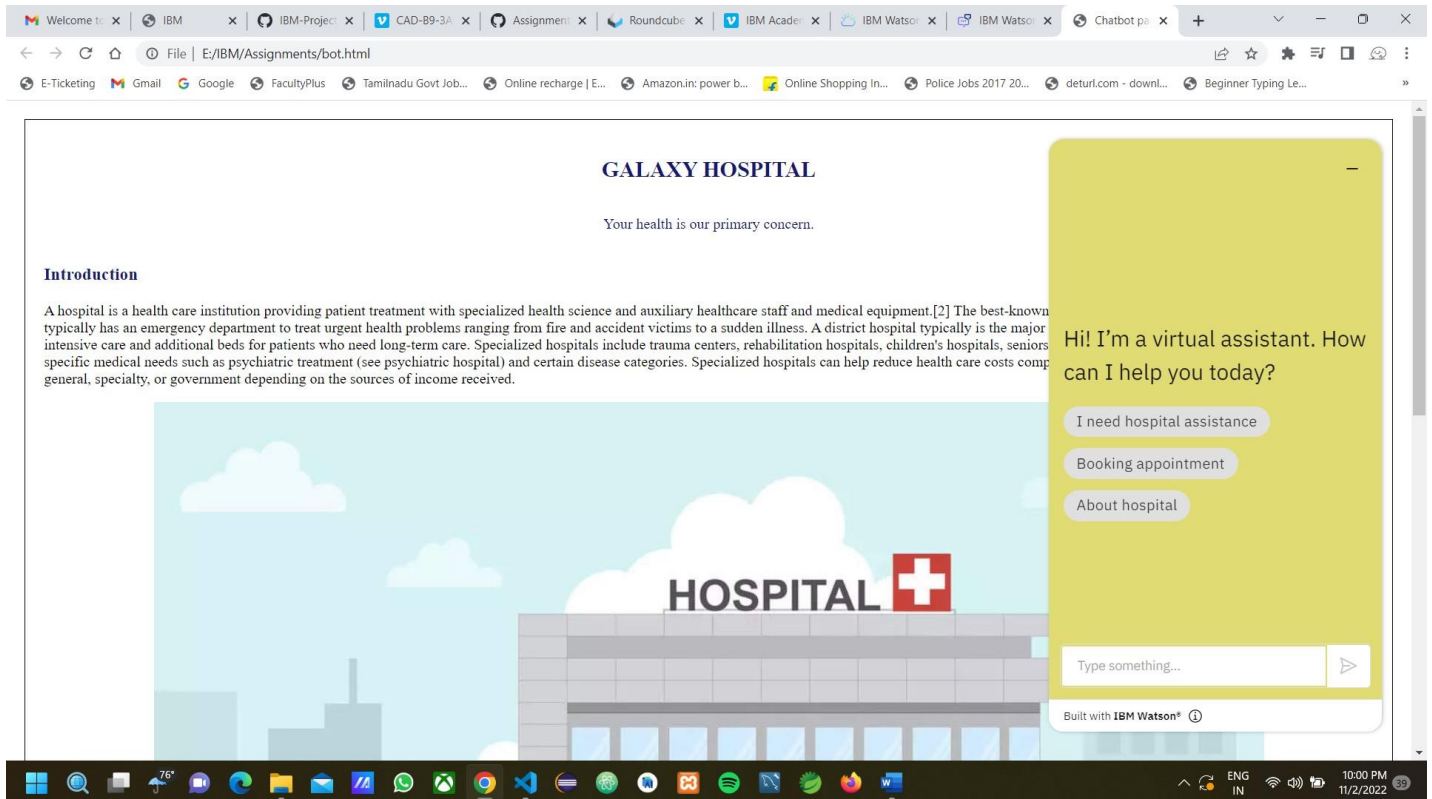 Welcome to
IBM
IBM-Project
CAD-B9-3A
Assignment
Roundcube
IBM Academ
IBM Watson
IBM Watson
Chatbot pa
File | E:/IBM/Assignments/bot.html
E-Ticketing
Gmail
Google
FacultyPlus
Tamilnadu Govt Job...
Online recharge | E...
Amazon.in: power b...
Online Shopping In...
Police Jobs 2017 20...
deturl.com - downl...
Beginner Typing Le...
»
GALAXY HOSPITAL
Your health is our primary concern.
Introduction
A hospital is a health care institution providing patient treatment with specialized health science and auxiliary healthcare staff and medical equipment.[2] The best-known
typically has an emergency department to treat urgent health problems ranging from fire and accident victims to a sudden illness. A district hospital typically is the major
intensive care and additional beds for patients who need long-term care. Specialized hospitals include trauma centers, rehabilitation hospitals, children's hospitals, seniors
specific medical needs such as psychiatric treatment (see psychiatric hospital) and certain disease categories. Specialized hospitals can help reduce health care costs comp
general, specialty, or government depending on the sources of income received.
HOSPITAL
Hi! I'm a virtual assistant. How
can I help you today?
I need hospital assistance
Booking appointment
About hospital
Type something...
Built with IBM Watson®
76°
ENG
IN
10:00 PM
11/2/2022
39